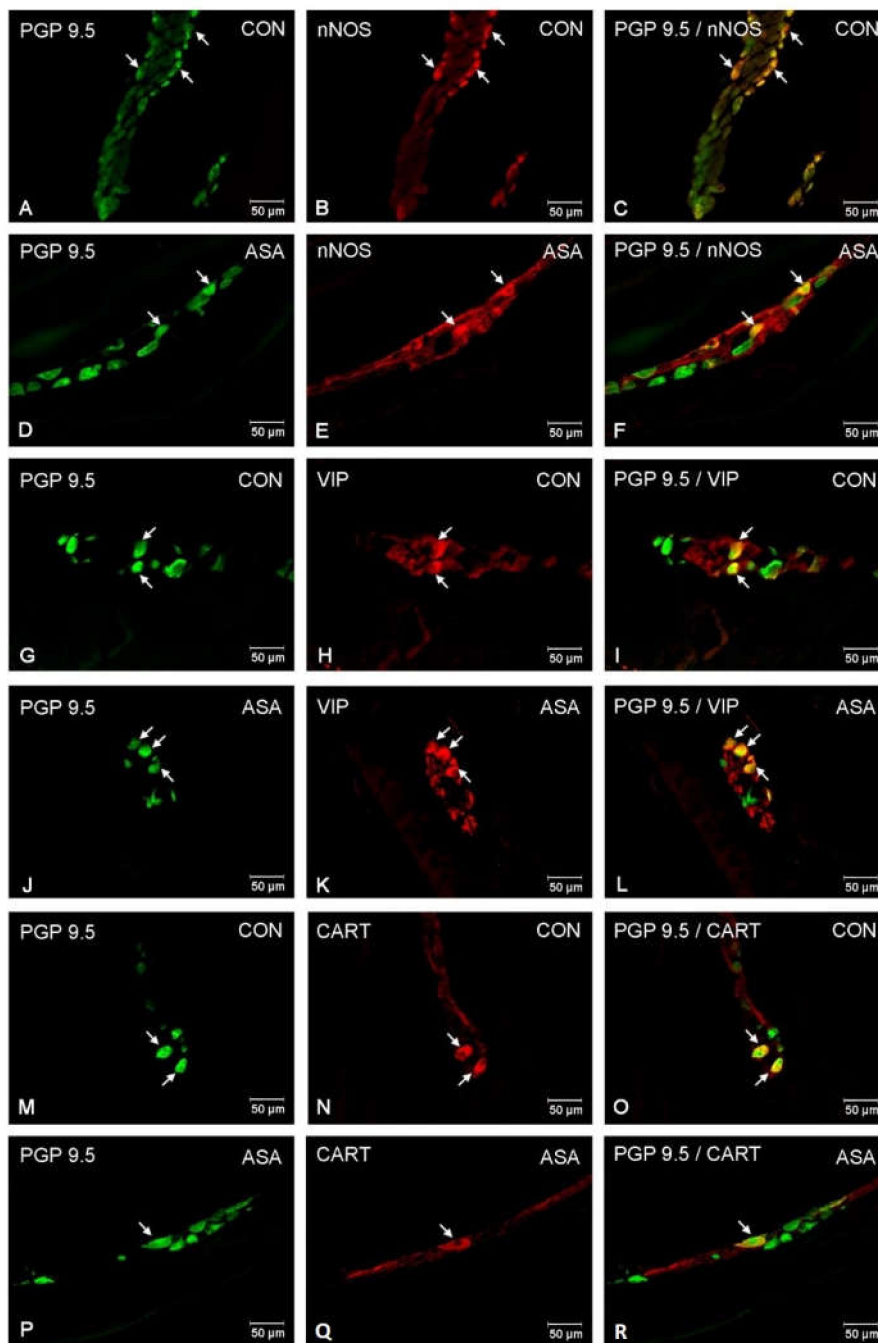 PGP 9.5 CON nNOS CON PGP 9.5 / nNOS CON
50 µm 50 µm 50 µm
A B C
PGP 9.5 ASA nNOS ASA PGP 9.5 / nNOS ASA
50 µm 50 µm 50 µm
D E F
PGP 9.5 CON VIP CON PGP 9.5 / VIP CON
50 µm 50 µm 50 µm
G H I
PGP 9.5 ASA VIP ASA PGP 9.5 / VIP ASA
50 µm 50 µm 50 µm
J K L
PGP 9.5 CON CART CON PGP 9.5 / CART CON
50 µm 50 µm 50 µm
M N O
PGP 9.5 ASA CART ASA PGP 9.5 / CART ASA
50 µm 50 µm 50 µm
P Q R